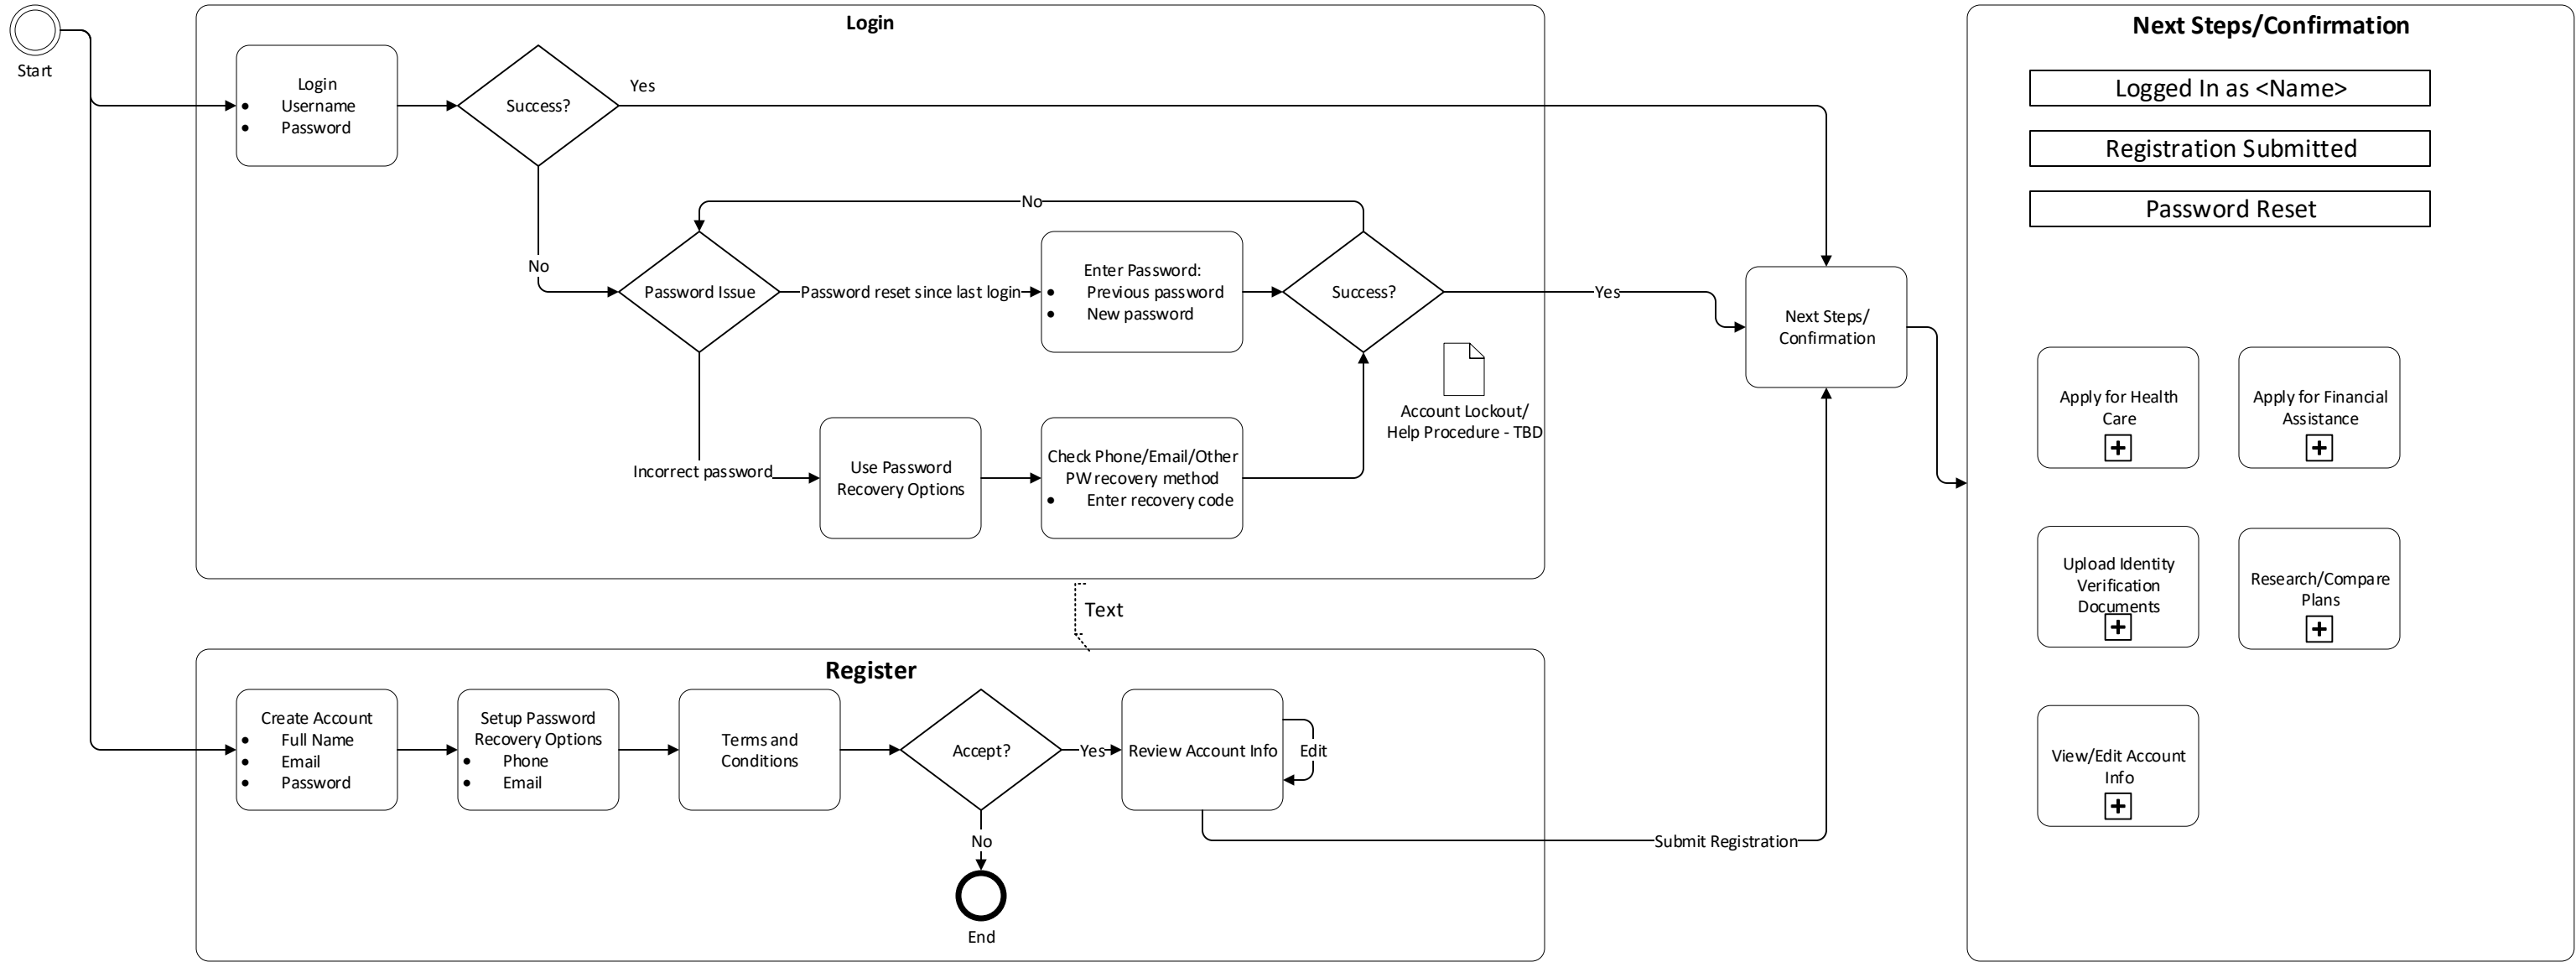 Start
Login
Login
• Username
• Password
Success?
Yes
No
No
Password Issue
Password reset since last login
Enter Password:
• Previous password
• New password
Success?
Yes
Incorrect password
Use Password
Recovery Options
Check Phone/Email/Other
PW recovery method
• Enter recovery code
Account Lockout/
Help Procedure - TBD
Next Steps/
Confirmation
Text
Register
Create Account
• Full Name
• Email
• Password
Setup Password
Recovery Options
• Phone
• Email
Terms and
Conditions
Accept?
Yes
Review Account Info
Edit
No
End
Submit Registration
Next Steps/Confirmation
Logged In as <Name>
Registration Submitted
Password Reset
Apply for Health
Care
Apply for Financial
Assistance
Upload Identity
Verification
Documents
Research/Compare
Plans
View/Edit Account
Info